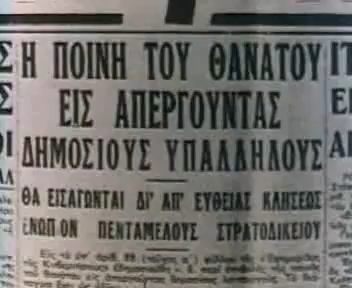 Η ΠΟΙΝΗ ΤΟΥ ΘΑΝΑΤΟΥ
ΕΙΣ ΑΠΕΡΓΟΥΝΤΑΣ
ΔΗΜΟΣΙΟΥΣ ΥΠΑΛΛΗΛΟΥΣ
ΘΑ ΕΙΣΑΓΩΝΤΑΙ ΔΙ' ΑΠ' ΕΥΘΕΙΑΣ ΚΛΗΣΕΩΣ
ΕΝΩΠΙΟΝ ΠΕΝΤΑΜΕΛΟΥΣ ΣΤΡΑΤΟΔΙΚΕΙΟΥ